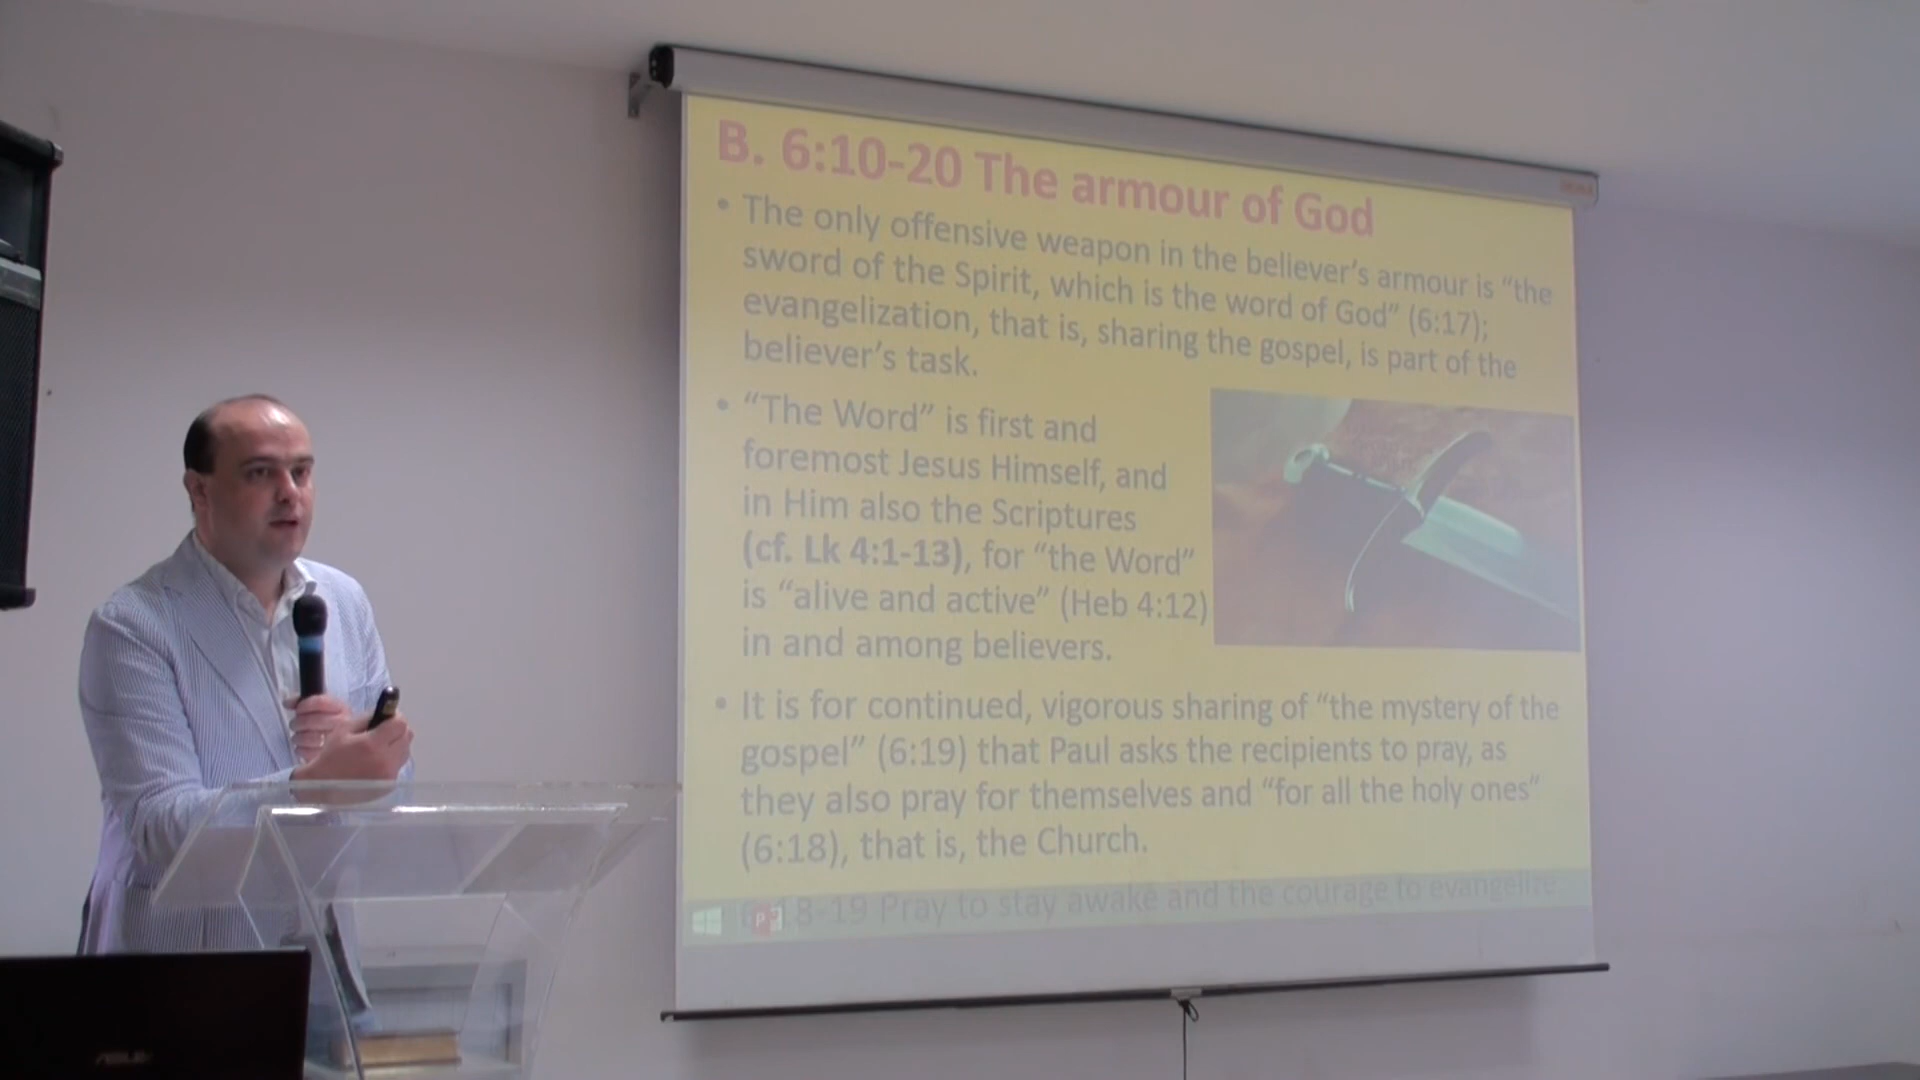 B. 6:10-20 The armour of God
• The only offensive weapon in the believer’s armour is “the
sword of the Spirit, which is the word of God” (6:17);
evangelization, that is, sharing the gospel, is part of the
believer’s task.
• “The Word” is first and
foremost Jesus Himself, and
in Him also the Scriptures
(cf. Lk 4:1-13), for “the Word”
is “alive and active” (Heb 4:12)
in and among believers.
• It is for continued, vigorous sharing of “the mystery of the
gospel” (6:19) that Paul asks the recipients to pray, as
they also pray for themselves and “for all the holy ones”
(6:18), that is, the Church.
18-19 Pray to stay awake and the courage to evangelize
ASUS